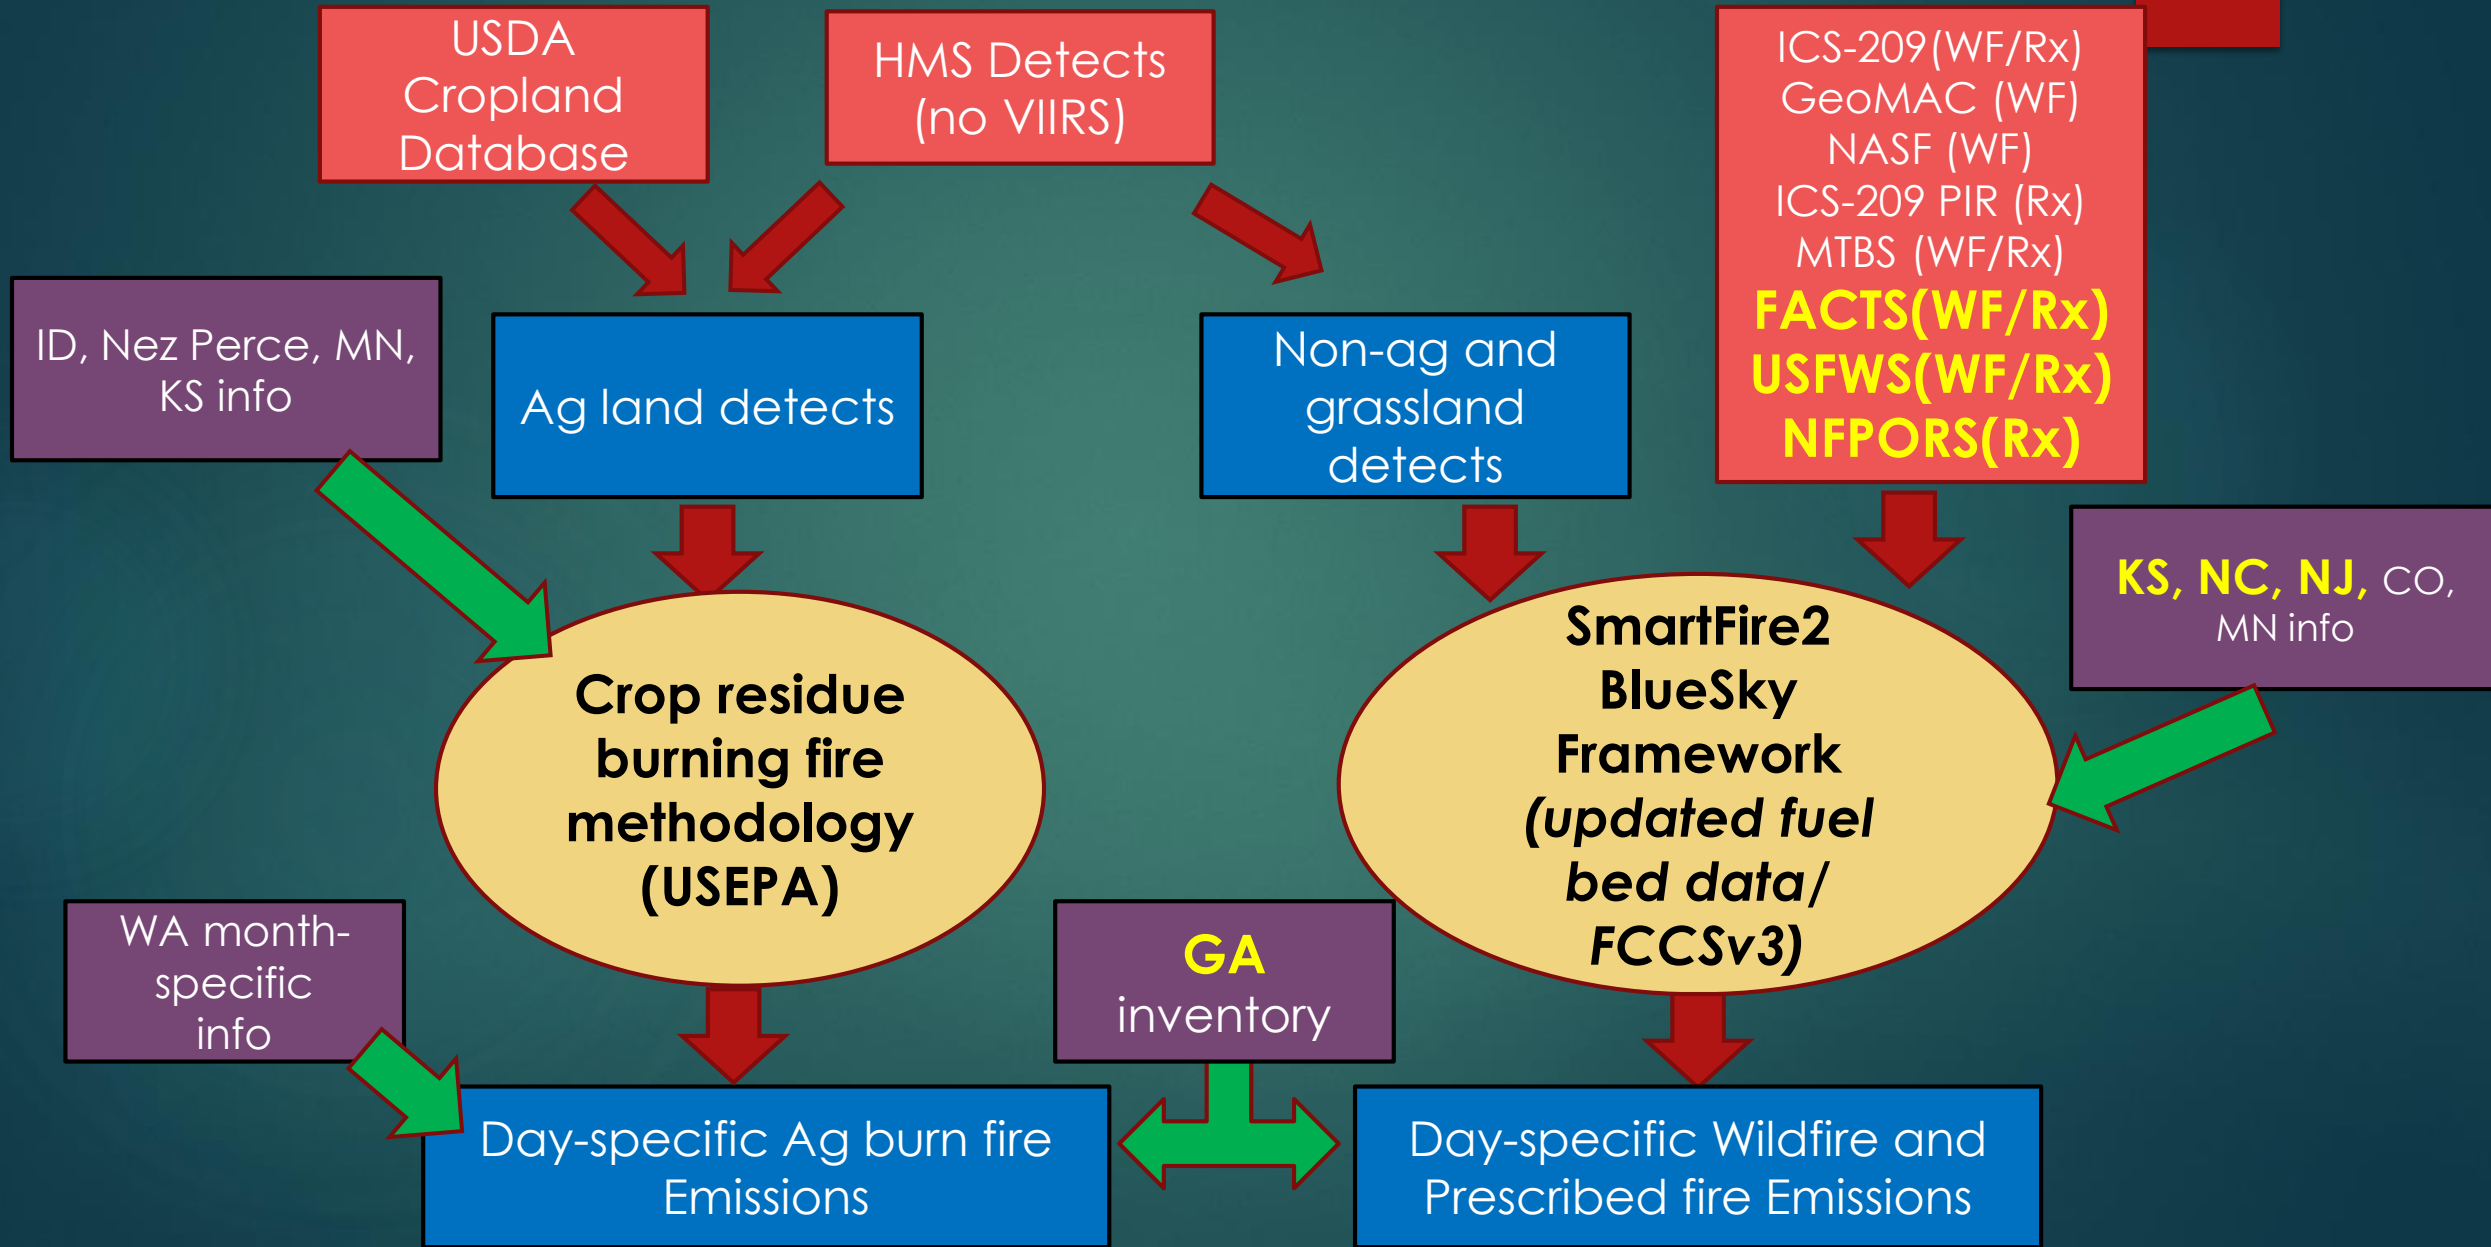 USDA
Cropland
Database
HMS Detects
(no VIIRS)
ICS-209(WF/Rx)
GeoMAC (WF)
NASF (WF)
ICS-209 PIR (Rx)
MTBS (WF/Rx)
FACTS(WF/Rx)
USFWS(WF/Rx)
NFPORS(Rx)
ID, Nez Perce, MN,
KS info
Ag land detects
Non-ag and
grassland
detects
KS, NC, NJ, CO,
MN info
Crop residue
burning fire
methodology
(USEPA)
SmartFire2
BlueSky
Framework
(updated fuel
bed data/
FCCSv3)
WA month-
specific
info
GA
inventory
Day-specific Ag burn fire
Emissions
Day-specific Wildfire and
Prescribed fire Emissions